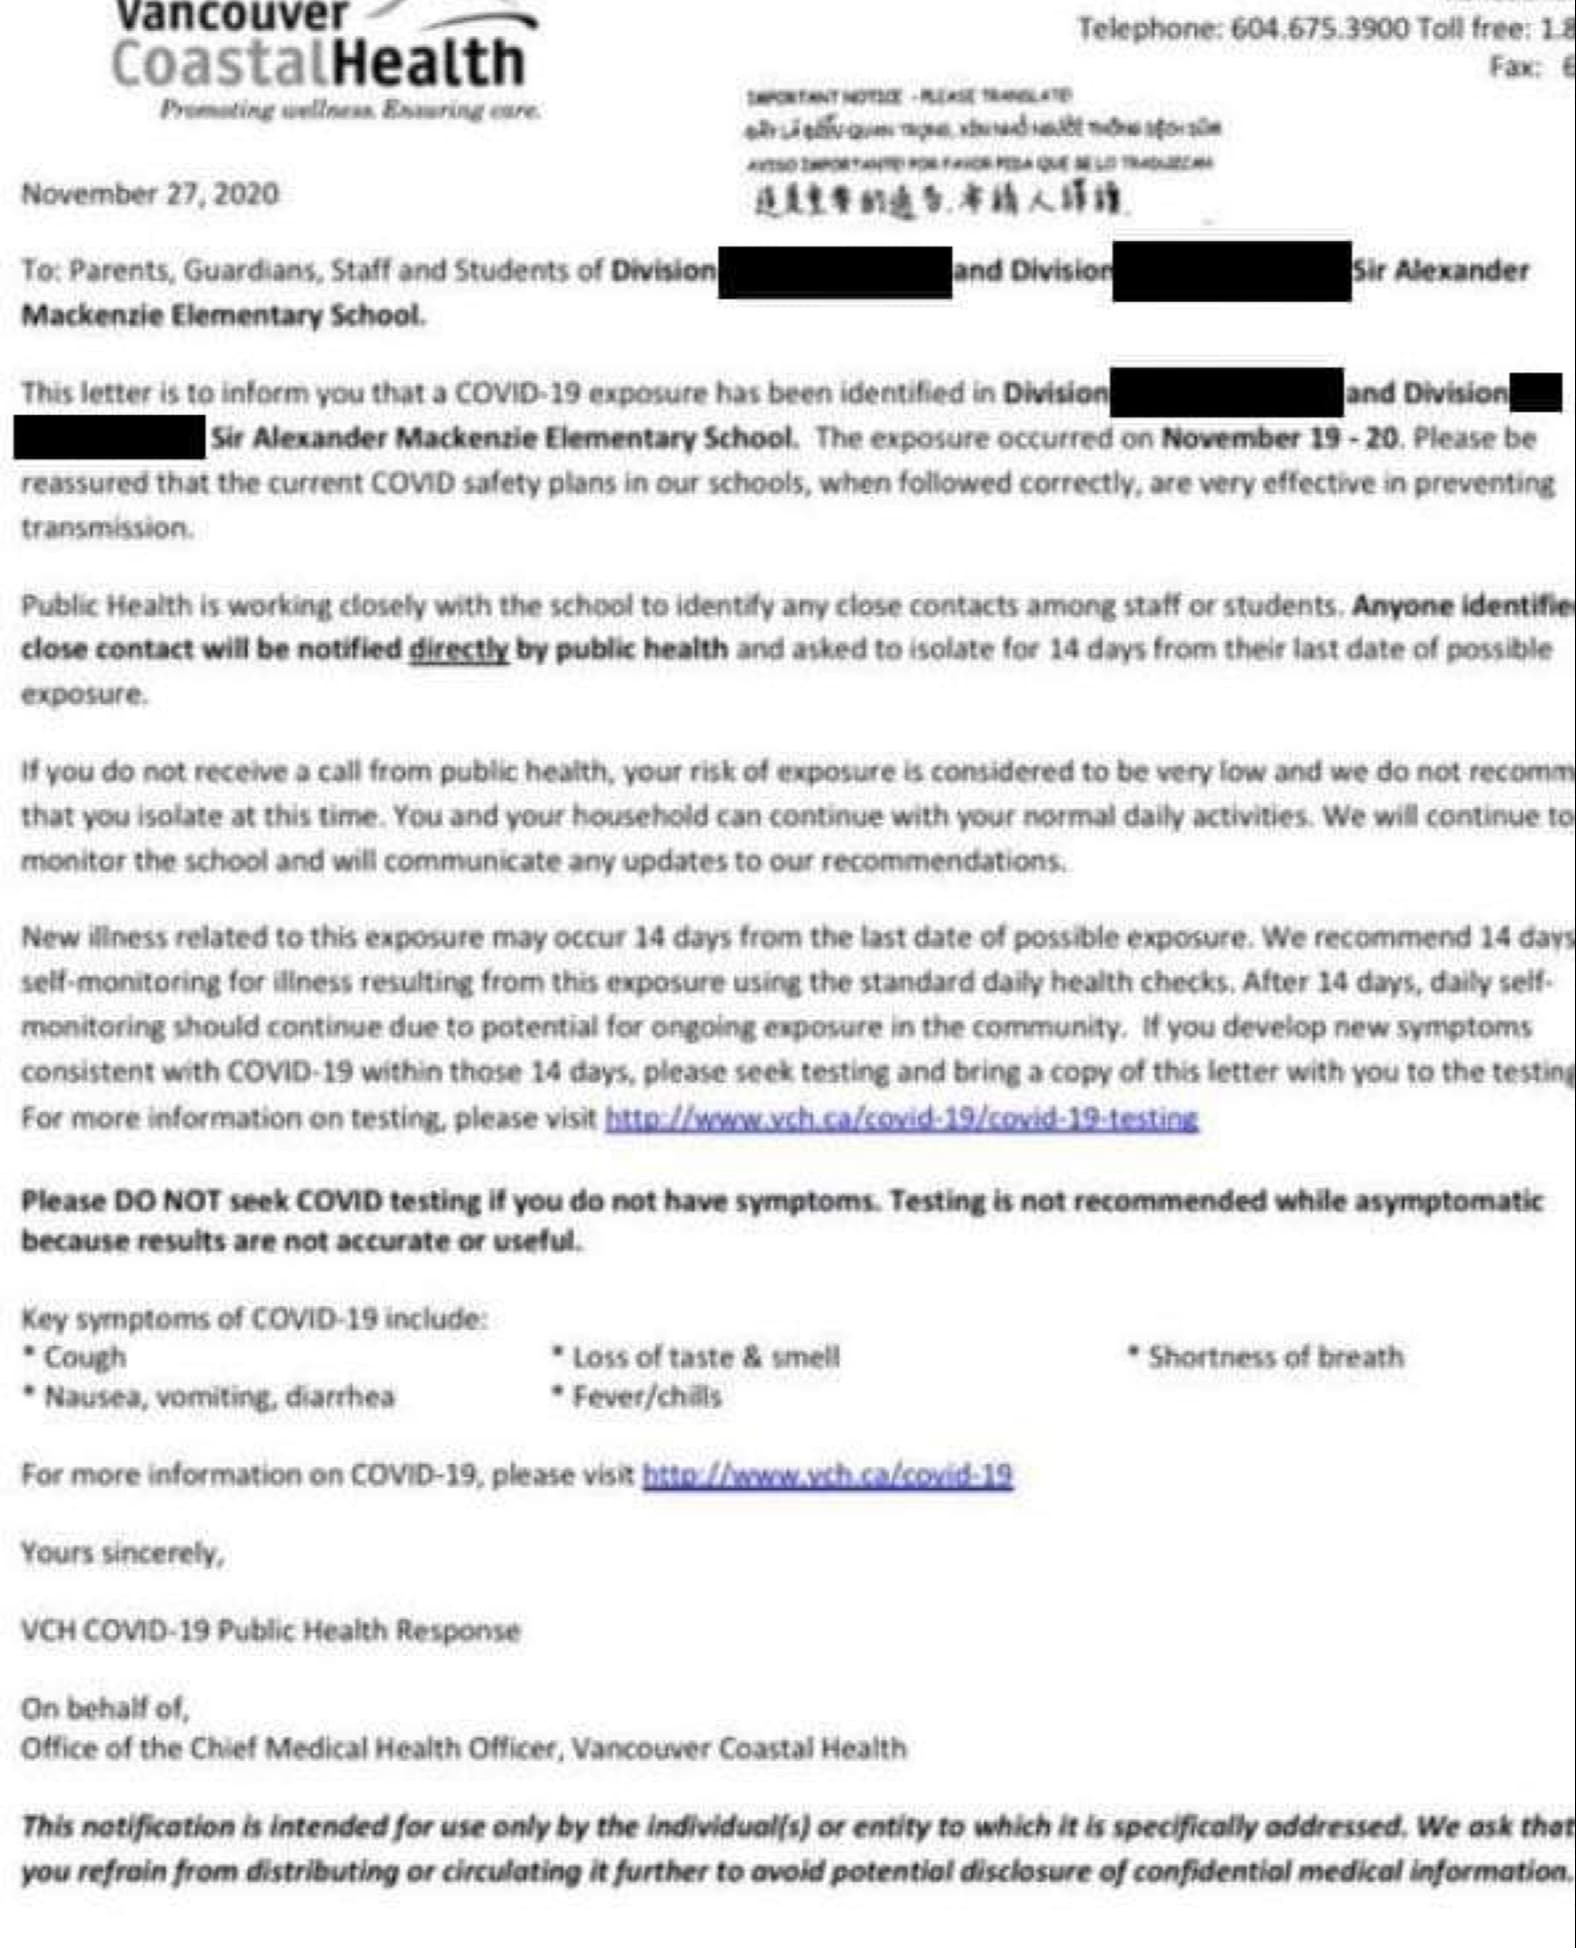 Vancouver
CoastalHealth
Promoting wellness. Ensuring care.
Telephone: 604.675.3900 Toll free: 1.8
Fax: 6
IMPORTANT NOTICE - PLEASE TRANSLATE
AVISO IMPORTANTE! POR FAVOR PIDA QUE SE LO TRADUZCAN
November 27, 2020
To: Parents, Guardians, Staff and Students of Division and Division Sir Alexander
Mackenzie Elementary School.
This letter is to inform you that a COVID-19 exposure has been identified in Division and Division
Sir Alexander Mackenzie Elementary School. The exposure occurred on November 19 - 20. Please be
reassured that the current COVID safety plans in our schools, when followed correctly, are very effective in preventing
transmission.
Public Health is working closely with the school to identify any close contacts among staff or students. Anyone identifie
close contact will be notified directly by public health and asked to isolate for 14 days from their last date of possible
exposure.
If you do not receive a call from public health, your risk of exposure is considered to be very low and we do not recomm
that you isolate at this time. You and your household can continue with your normal daily activities. We will continue to
monitor the school and will communicate any updates to our recommendations.
New illness related to this exposure may occur 14 days from the last date of possible exposure. We recommend 14 days
self-monitoring for illness resulting from this exposure using the standard daily health checks. After 14 days, daily self-
monitoring should continue due to potential for ongoing exposure in the community. If you develop new symptoms
consistent with COVID-19 within those 14 days, please seek testing and bring a copy of this letter with you to the testing
For more information on testing, please visit http://www.vch.ca/covid-19/covid-19-testing
Please DO NOT seek COVID testing if you do not have symptoms. Testing is not recommended while asymptomatic
because results are not accurate or useful.
Key symptoms of COVID-19 include:
* Cough * Loss of taste & smell * Shortness of breath
* Nausea, vomiting, diarrhea * Fever/chills
For more information on COVID-19, please visit http://www.vch.ca/covid-19
Yours sincerely,
VCH COVID-19 Public Health Response
On behalf of,
Office of the Chief Medical Health Officer, Vancouver Coastal Health
This notification is intended for use only by the individual(s) or entity to which it is specifically addressed. We ask that
you refrain from distributing or circulating it further to avoid potential disclosure of confidential medical information.